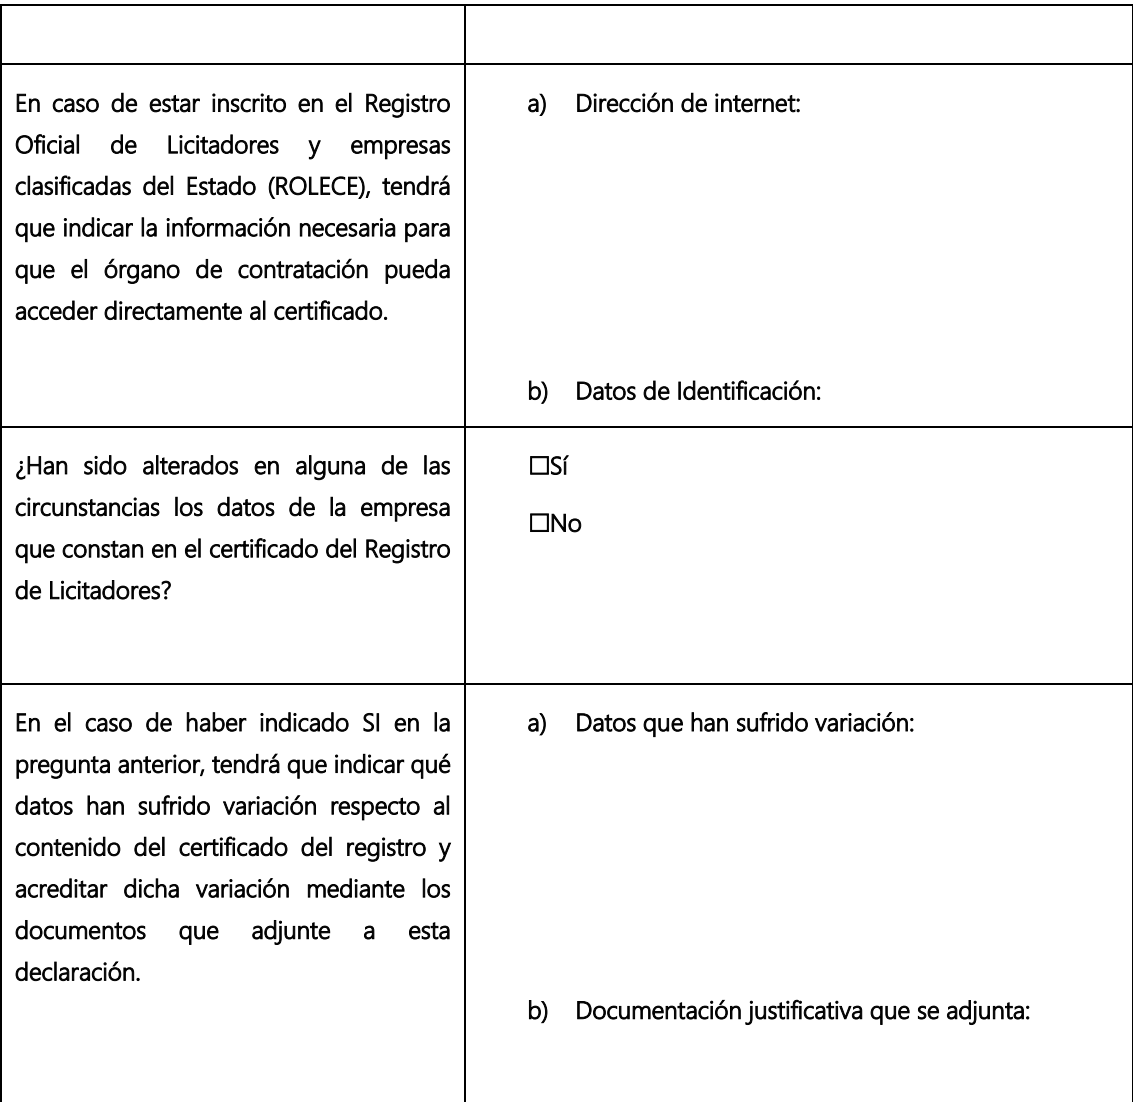 En caso de estar inscrito en el Registro
Oficial de Licitadores y empresas
clasificadas del Estado (ROLECE), tendrá
que indicar la información necesaria para
que el órgano de contratación pueda
acceder directamente al certificado.
a) Dirección de internet:
b) Datos de Identificación:
¿Han sido alterados en alguna de las
circunstancias los datos de la empresa
que constan en el certificado del Registro
de Licitadores?
☐Sí
☐No
En el caso de haber indicado SI en la
pregunta anterior, tendrá que indicar qué
datos han sufrido variación respecto al
contenido del certificado del registro y
acreditar dicha variación mediante los
documentos que adjunte a esta
declaración.
a) Datos que han sufrido variación:
b) Documentación justificativa que se adjunta: